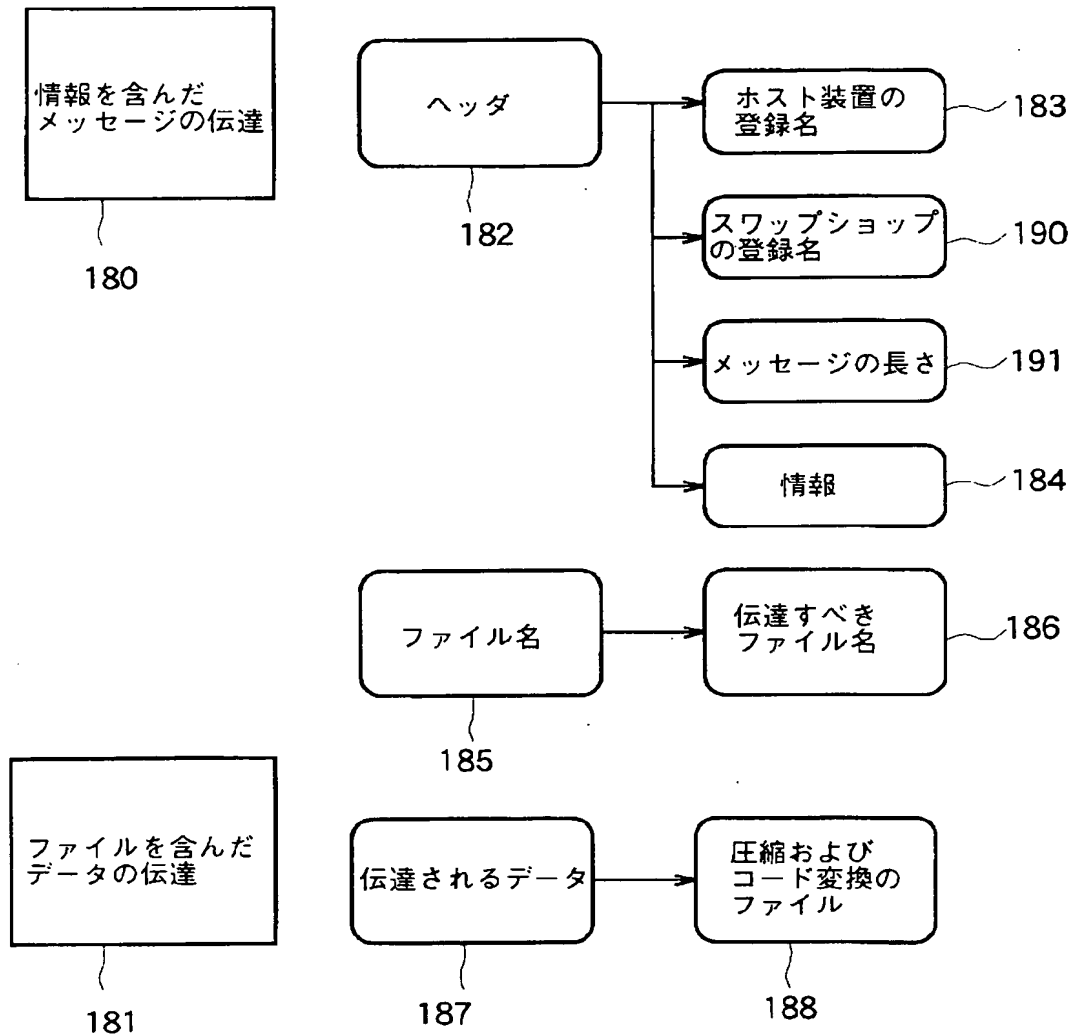 情報を含んだ
メッセージの伝達
180
ヘッダ
182
ホスト装置の
登録名
183
スワップショップ
の登録名
190
メッセージの長さ
191
情報
184
ファイル名
185
伝達すべき
ファイル名
186
ファイルを含んだ
データの伝達
181
伝達されるデータ
187
圧縮および
コード変換の
ファイル
188